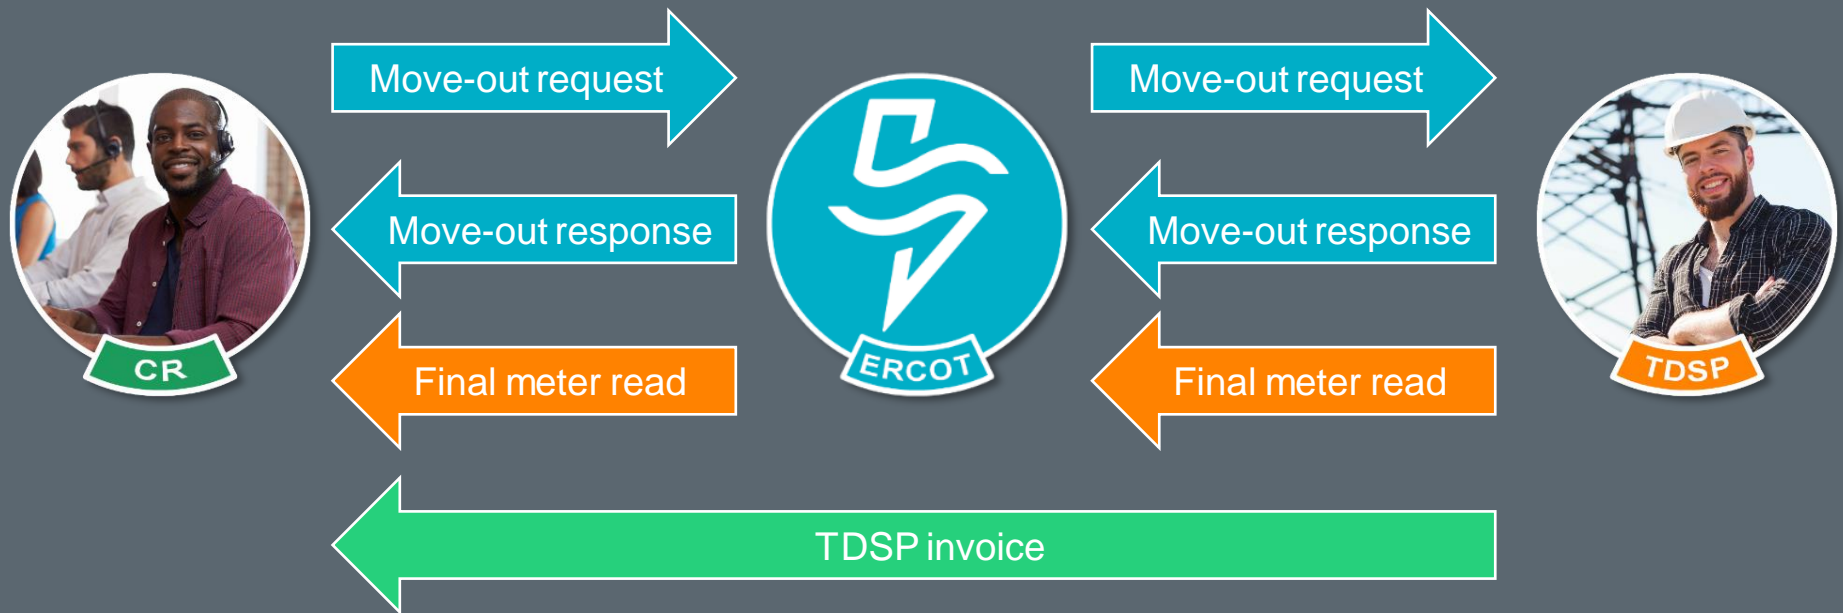 Move-out request
Move-out request
Move-out response
Move-out response
CR
ERCOT
TDSP
Final meter read
Final meter read
TDSP invoice